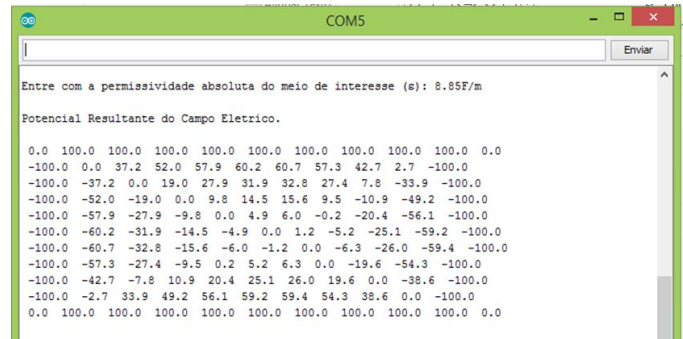 COM5
Enviar
Entre com a permissividade absoluta do meio de interesse (ε): 8.85F/m
Potencial Resultante do Campo Eletrico.
0.0 100.0 100.0 100.0 100.0 100.0 100.0 100.0 100.0 100.0 0.0
-100.0 0.0 37.2 52.0 57.9 60.2 60.7 57.3 42.7 2.7 -100.0
-100.0 -37.2 0.0 19.0 27.9 31.9 32.8 27.4 7.8 -33.9 -100.0
-100.0 -52.0 -19.0 0.0 9.8 14.5 15.6 9.5 -10.9 -49.2 -100.0
-100.0 -57.9 -27.9 -9.8 0.0 4.9 6.0 -0.2 -20.4 -56.1 -100.0
-100.0 -60.2 -31.9 -14.5 -4.9 0.0 1.2 -5.2 -25.1 -59.2 -100.0
-100.0 -60.7 -32.8 -15.6 -6.0 -1.2 0.0 -6.3 -26.0 -59.4 -100.0
-100.0 -57.3 -27.4 -9.5 0.2 5.2 6.3 0.0 -19.6 -54.3 -100.0
-100.0 -42.7 -7.8 10.9 20.4 25.1 26.0 19.6 0.0 -38.6 -100.0
-100.0 -2.7 33.9 49.2 56.1 59.2 59.4 54.3 38.6 0.0 -100.0
0.0 100.0 100.0 100.0 100.0 100.0 100.0 100.0 100.0 100.0 0.0